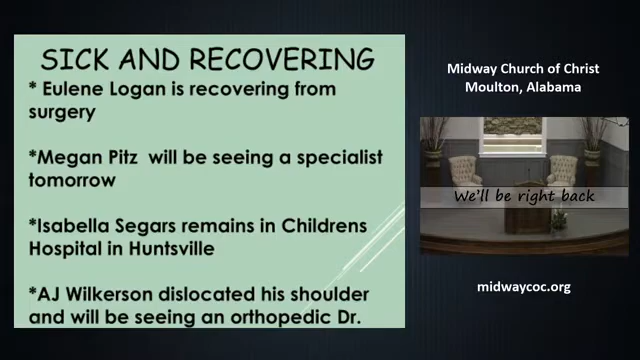 SICK AND RECOVERING
* Eulene Logan is recovering from
surgery
*Megan Pitz will be seeing a specialist
tomorrow
*Isabella Segars remains in Childrens
Hospital in Huntsville
*AJ Wilkerson dislocated his shoulder
and will be seeing an orthopedic Dr.
Midway Church of Christ
Moulton, Alabama
We'll be right back
midwaycoc.org